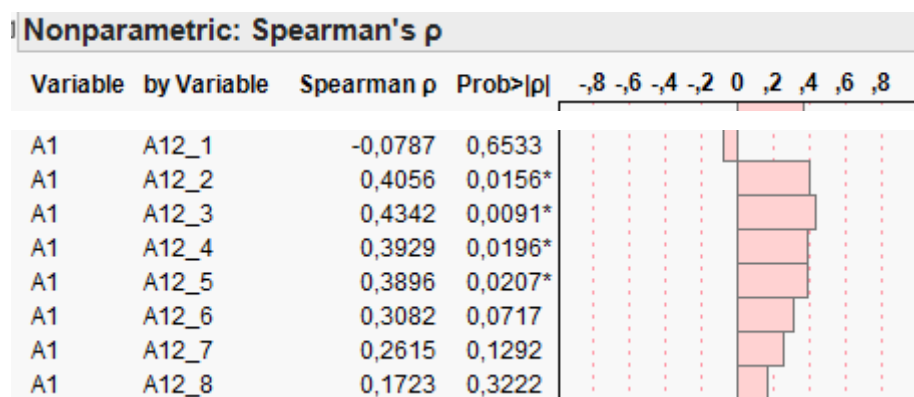 Nonparametric: Spearman's ρ
Variable by Variable Spearman ρ Prob>|ρ| -,8 -,6 -,4 -,2 0 ,2 ,4 ,6 ,8
A1 A12_1 -0,0787 0,6533
A1 A12_2 0,4056 0,0156*
A1 A12_3 0,4342 0,0091*
A1 A12_4 0,3929 0,0196*
A1 A12_5 0,3896 0,0207*
A1 A12_6 0,3082 0,0717
A1 A12_7 0,2615 0,1292
A1 A12_8 0,1723 0,3222